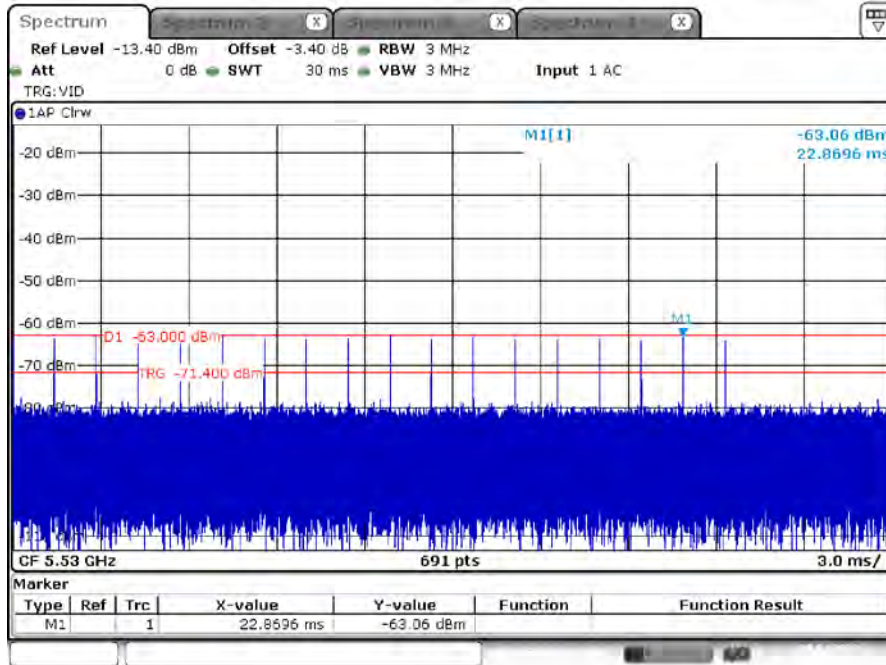 Spectrum
Ref Level -13.40 dBm Offset -3.40 dB RBW 3 MHz
Att 0 dB SWT 30 ms VBW 3 MHz Input 1 AC
TRG:VID
1AP Clrw
M1[1] -63.06 dBm
22.8696 ms
-20 dBm
-30 dBm
-40 dBm
-50 dBm
-60 dBm
M1
D1 -63.000 dBm
-70 dBm
TRG -71.400 dBm
CF 5.53 GHz 691 pts 3.0 ms/
Marker
Type Ref Trc X-value Y-value Function Function Result
M1 1 22.8696 ms -63.06 dBm